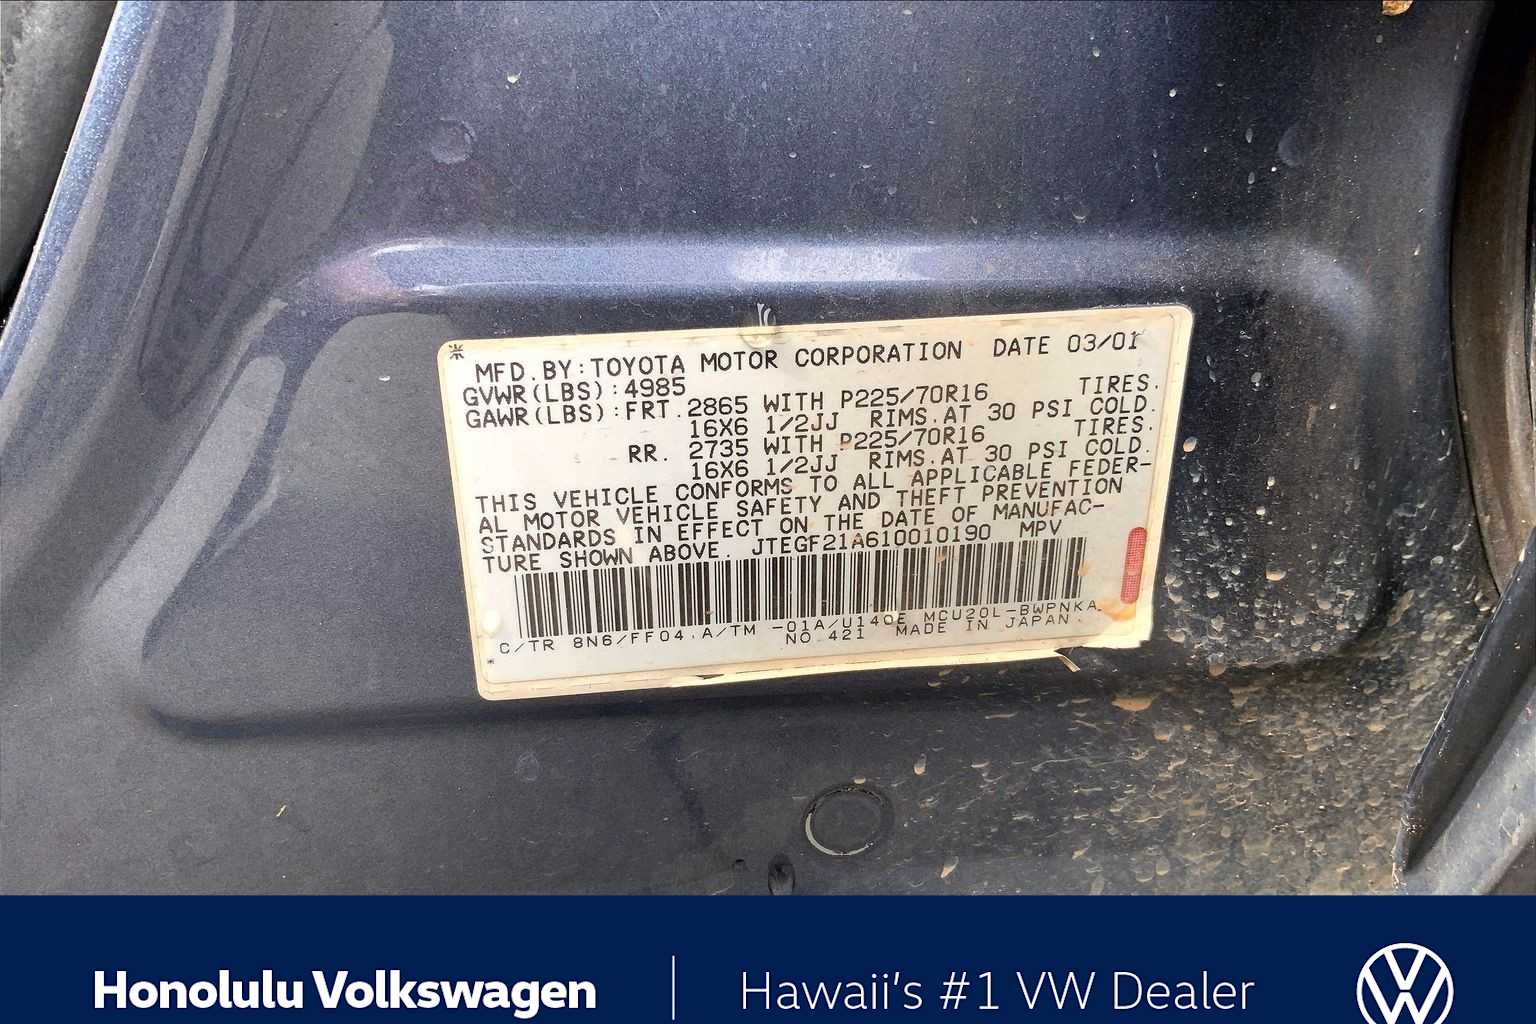 MFD. BY: TOYOTA MOTOR CORPORATION DATE 03/01
GVWR(LBS):4985
GAWR(LBS):FRT. 2865 WITH P225/70R16 TIRES.
16X6 1/2JJ RIMS.AT 30 PSI COLD.
RR. 2735 WITH P225/70R16 TIRES.
16X6 1/2JJ RIMS.AT 30 PSI COLD.
THIS VEHICLE CONFORMS TO ALL APPLICABLE FEDER-
AL MOTOR VEHICLE SAFETY AND THEFT PREVENTION
STANDARDS IN EFFECT ON THE DATE OF MANUFAC-
TURE SHOWN ABOVE. JTEGF21A610010190 MPV
C/TR 8N6/FF04.A/TM -01A/U140E MCU20L-BWPNKA
NO.421 MADE IN JAPAN.
Honolulu Volkswagen | Hawaii's #1 VW Dealer